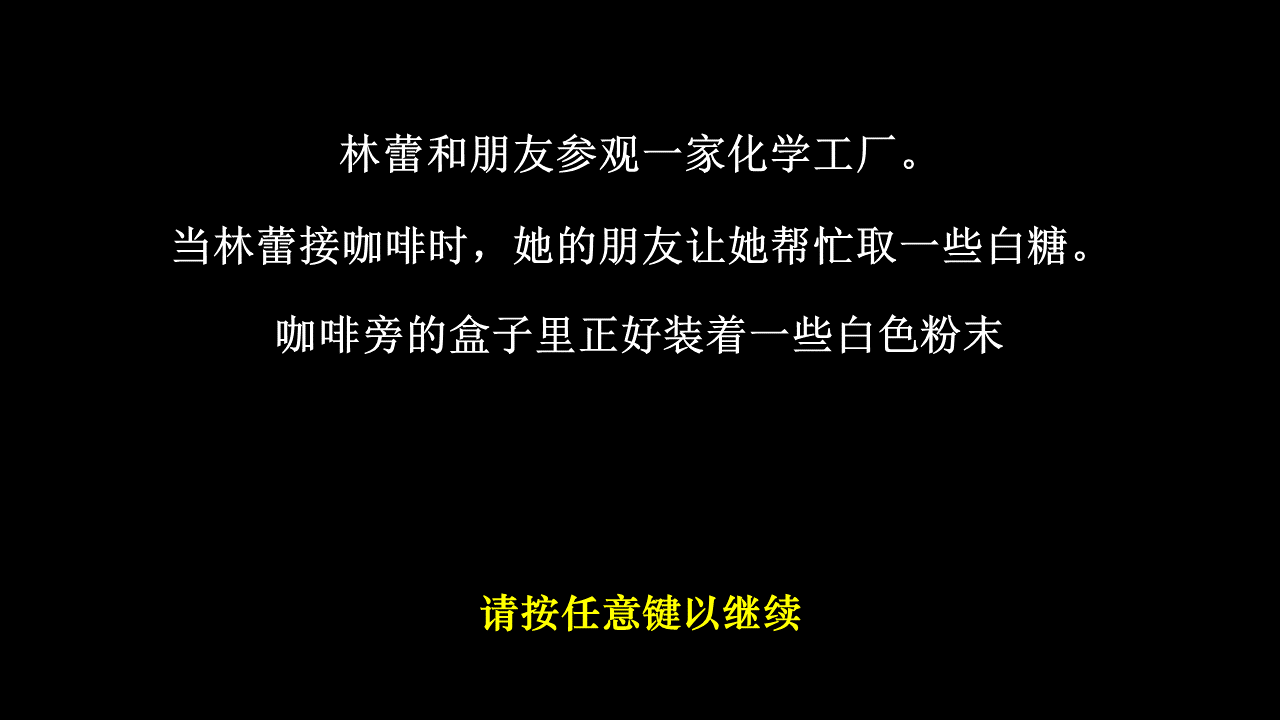 林蕾和朋友参观一家化学工厂。
当林蕾接咖啡时，她的朋友让她帮忙取一些白糖。
咖啡旁的盒子里正好装着一些白色粉末
请按任意键以继续